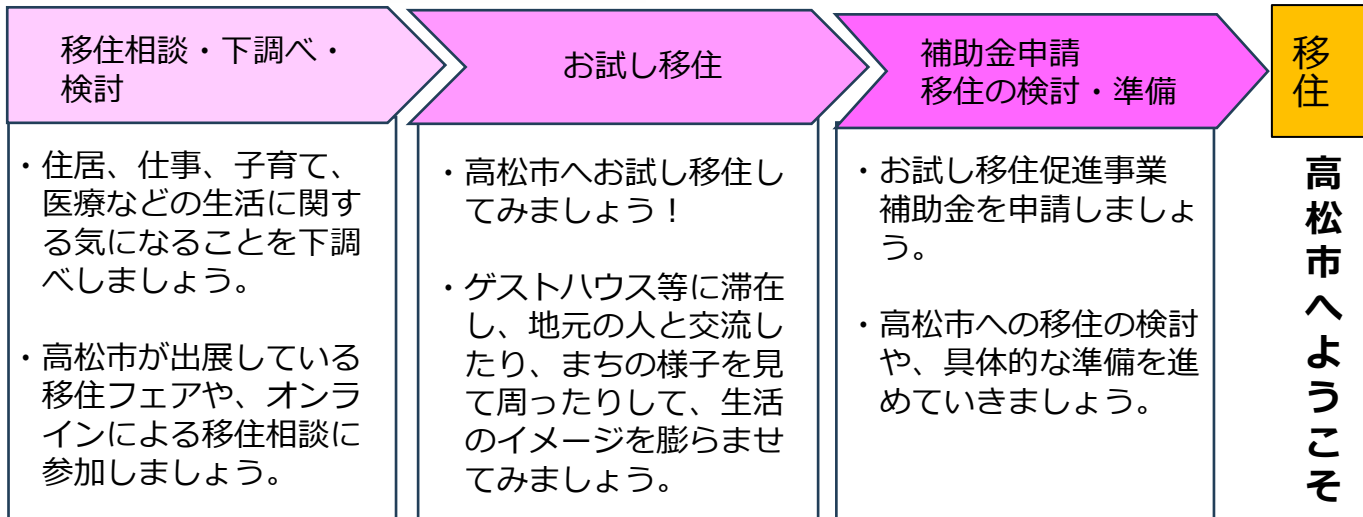 移住相談・下調べ・
検討
・住居、仕事、子育て、
医療などの生活に関す
る気になることを下調
べしましょう。
・高松市が出展している
移住フェアや、オンラ
インによる移住相談に
参加しましょう。
お試し移住
・高松市へお試し移住し
てみましょう！
・ゲストハウス等に滞在
し、地元の人と交流し
たり、まちの様子を見
て周ったりして、生活
のイメージを膨らませ
てみましょう。
補助金申請
移住の検討・準備
・お試し移住促進事業
補助金を申請しましょ
う。
・高松市への移住の検討
や、具体的な準備を進
めていきましょう。
移住
高松市へようこそ